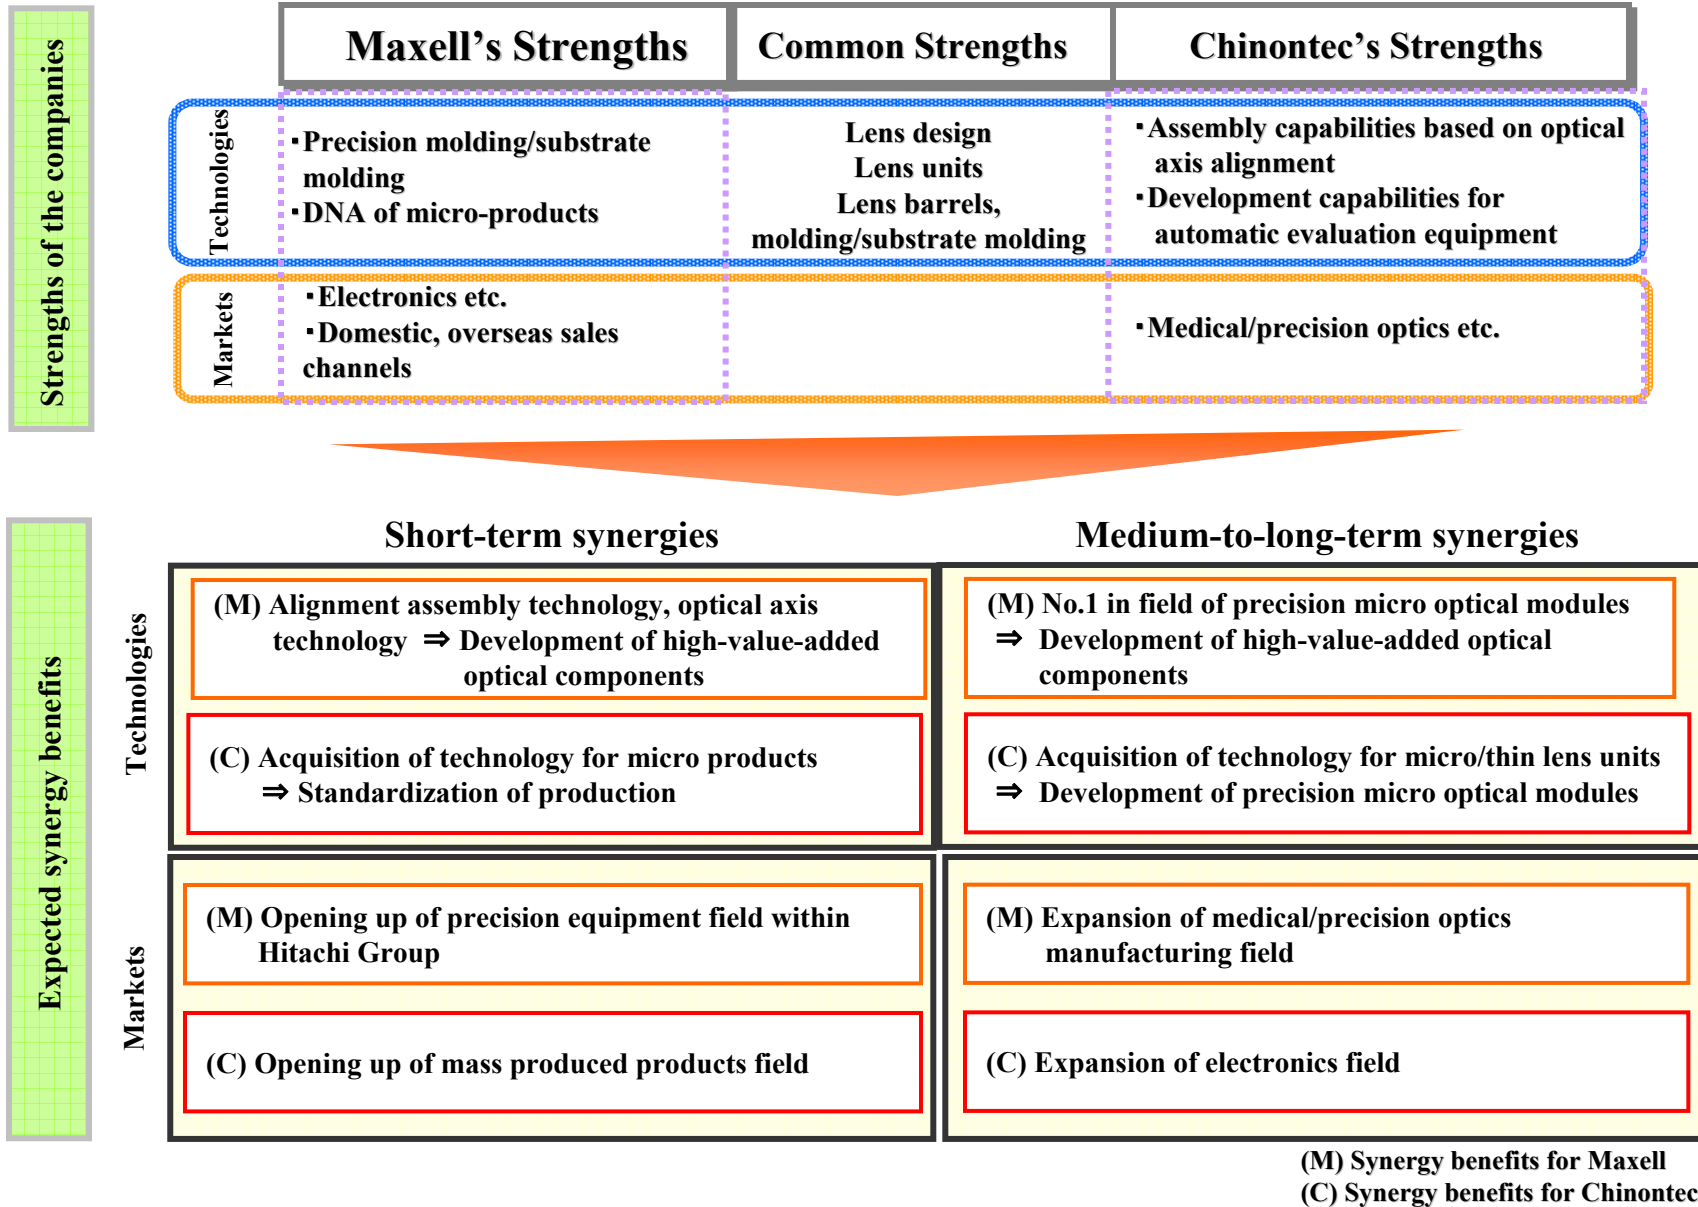 Maxell’s Strengths
Common Strengths
Chinontec’s Strengths
Strengths of the companies
Technologies
・Precision molding/substrate
molding
・DNA of micro-products
Lens design
Lens units
Lens barrels,
molding/substrate molding
・Assembly capabilities based on optical
axis alignment
・Development capabilities for
automatic evaluation equipment
Markets
・Electronics etc.
・Domestic, overseas sales
channels
・Medical/precision optics etc.
Expected synergy benefits
Short-term synergies
Medium-to-long-term synergies
Technologies
(M) Alignment assembly technology, optical axis
technology ⇒ Development of high-value-added
optical components
(M) No.1 in field of precision micro optical modules
⇒ Development of high-value-added optical
components
(C) Acquisition of technology for micro products
⇒ Standardization of production
(C) Acquisition of technology for micro/thin lens units
⇒ Development of precision micro optical modules
Markets
(M) Opening up of precision equipment field within
Hitachi Group
(M) Expansion of medical/precision optics
manufacturing field
(C) Opening up of mass produced products field
(C) Expansion of electronics field
(M) Synergy benefits for Maxell
(C) Synergy benefits for Chinontec